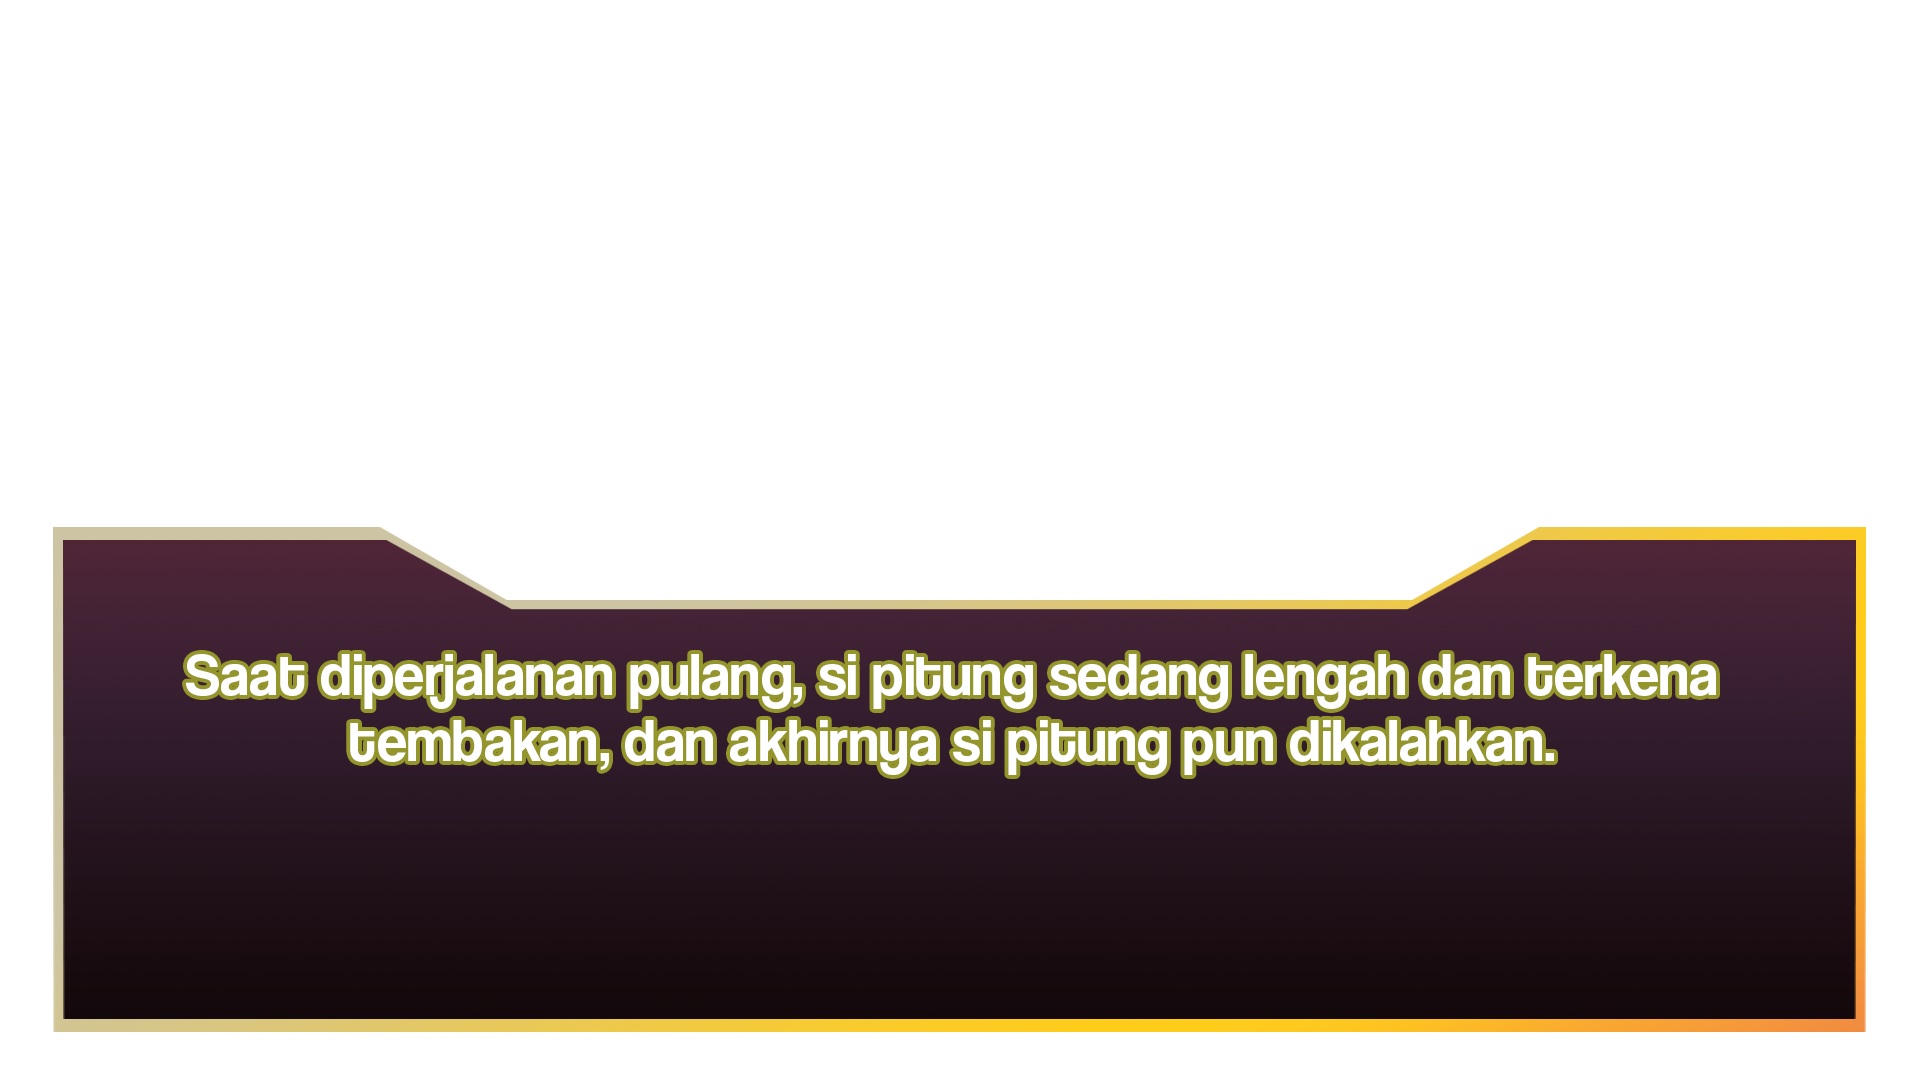 Saat diperjalanan pulang, si pitung sedang lengah dan terkena
tembakan, dan akhirnya si pitung pun dikalahkan.